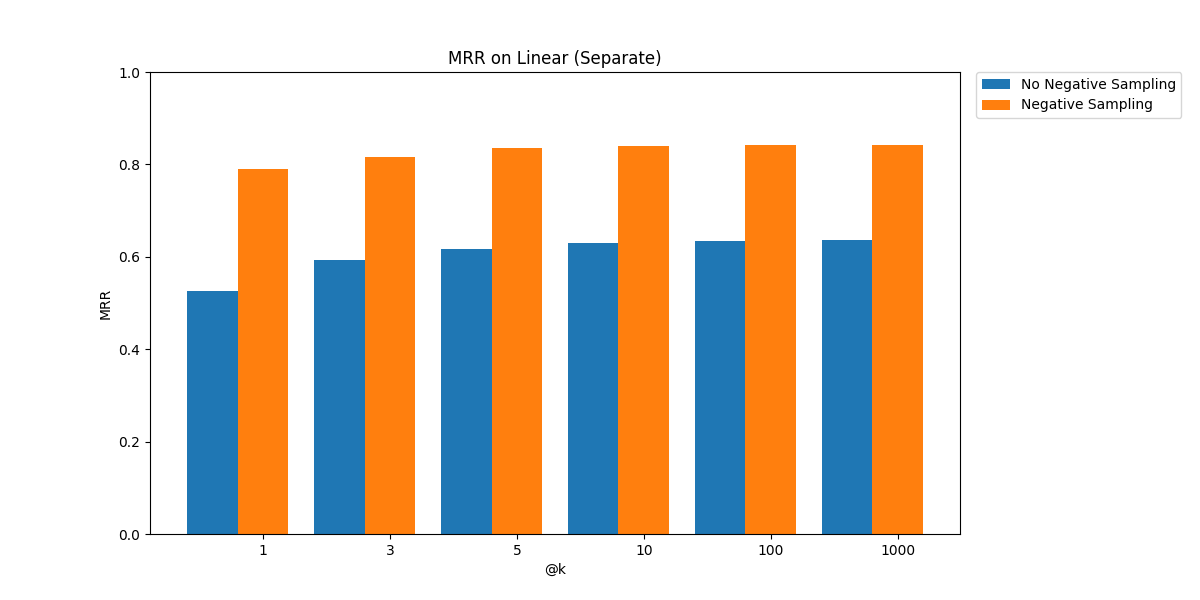 MRR on Linear (Separate)
No Negative Sampling
Negative Sampling
1.0
0.8
0.6
0.4
0.2
0.0
MRR
1 3 5 10 100 1000
@k